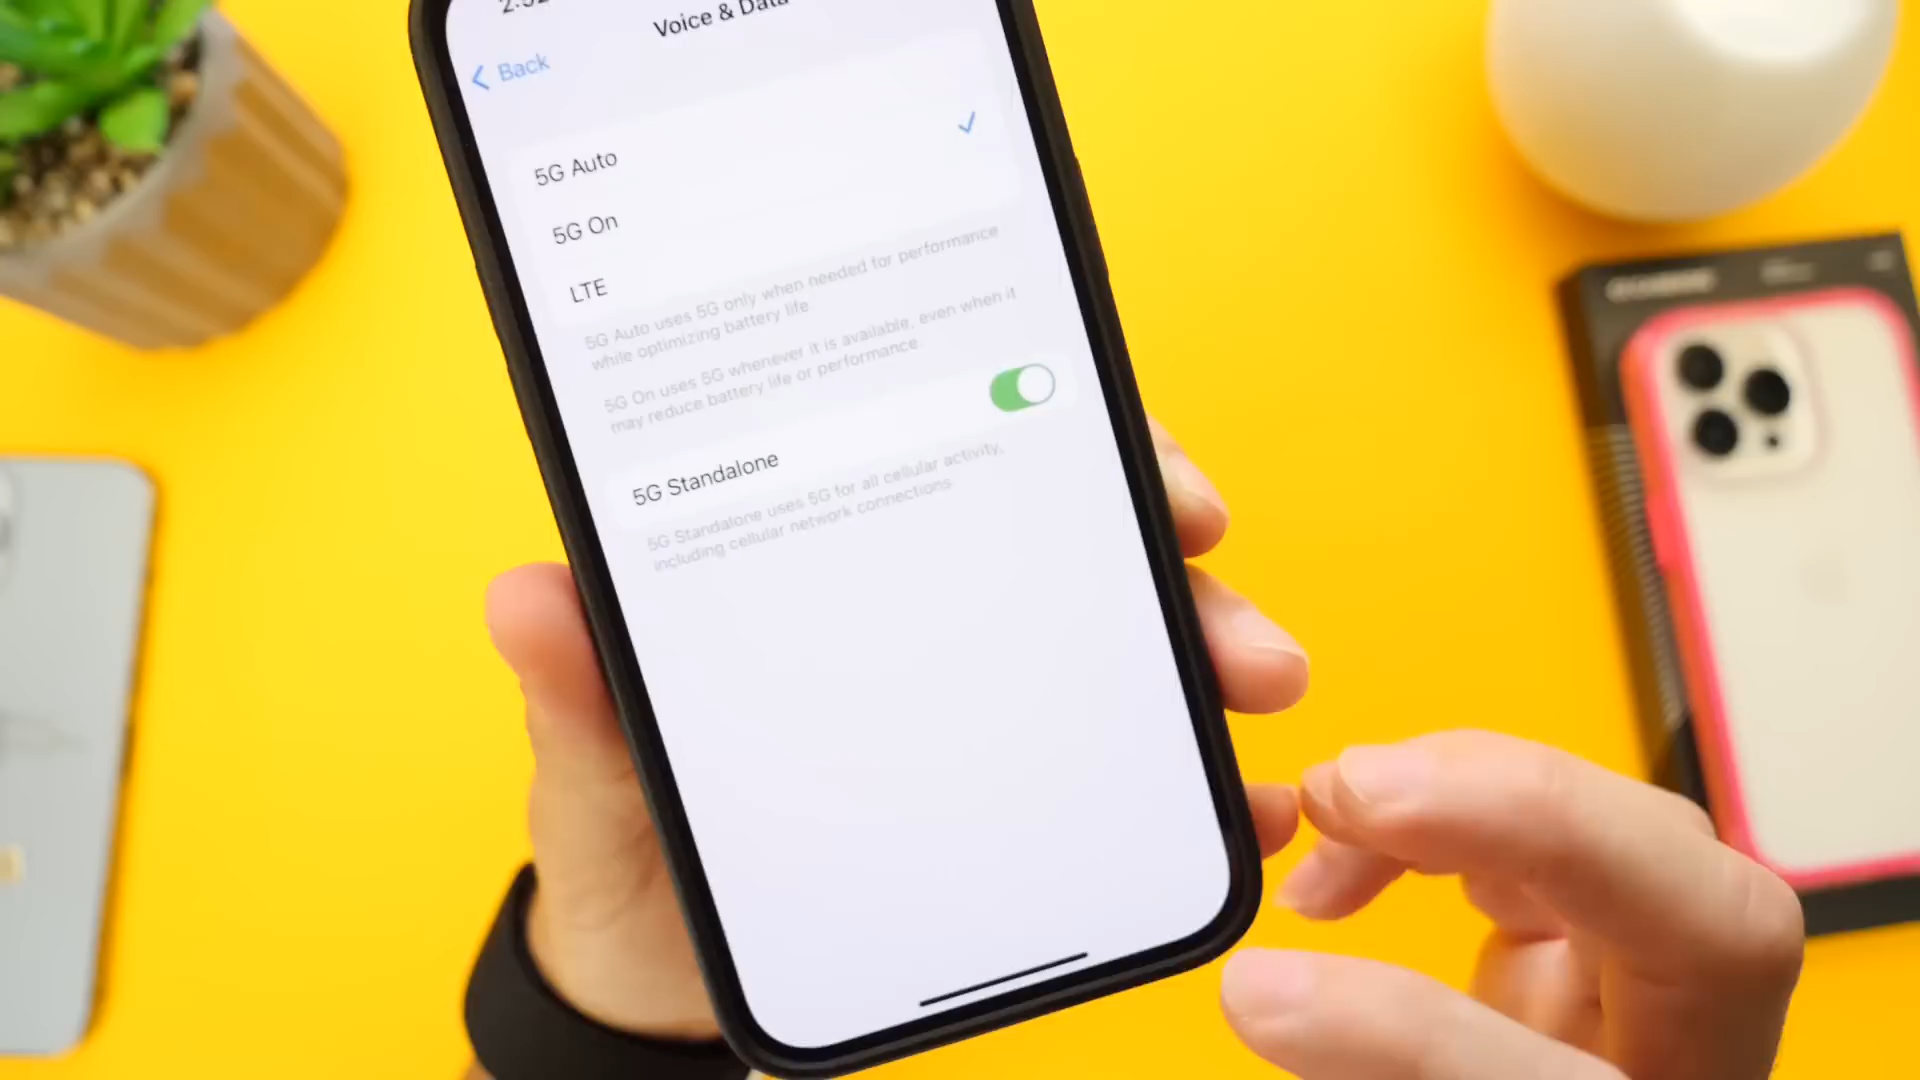 Voice & Data
Back
5G Auto
5G On
LTE
5G Auto uses 5G only when needed for performance
while optimizing battery life.
5G On uses 5G whenever it is available, even when it
may reduce battery life or performance.
5G Standalone
5G Standalone uses 5G for all cellular activity,
including cellular network connections.